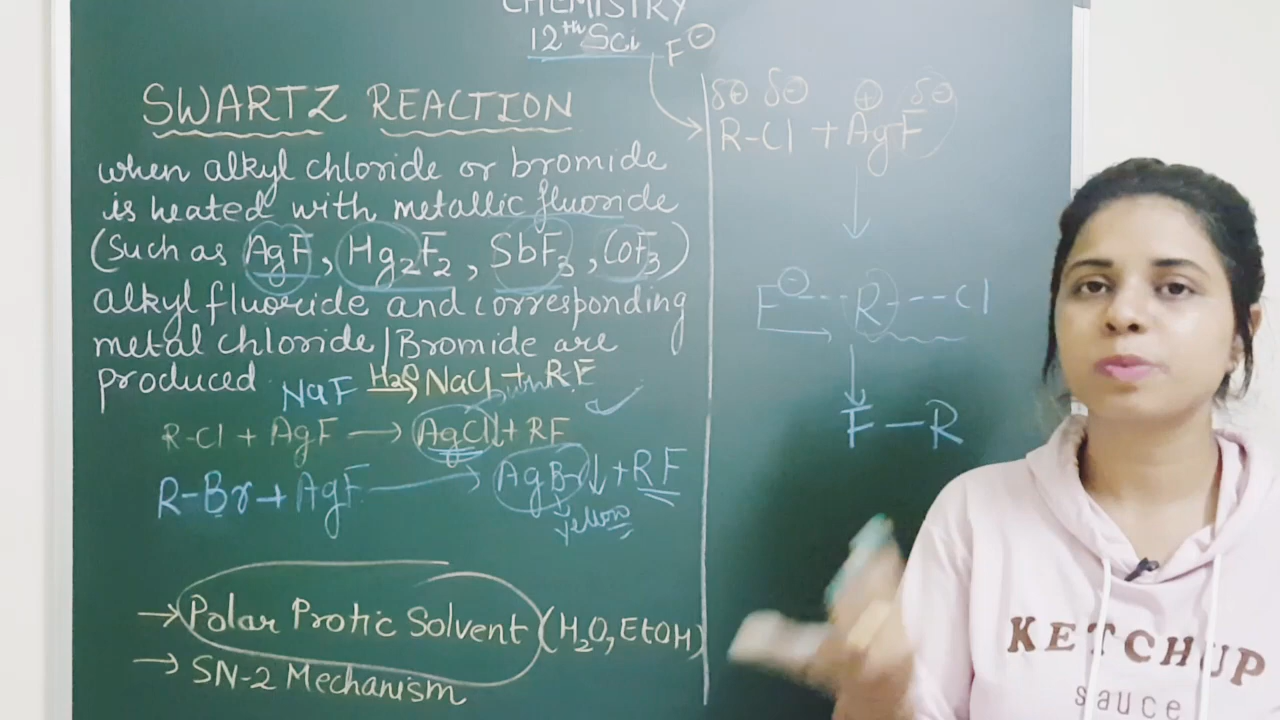 CHEMISTRY
12th Sci
SWARTZ REACTION
when alkyl chloride or bromide
is heated with metallic fluoride
(Such as AgF, Hg2F2, SbF3, CoF3)
alkyl fluoride and corresponding
metal chloride/Bromide are
produced.
NaF H2O NaCl + RF
R-Cl + AgF → AgCl↓ + RF
R-Br + AgF → AgBr↓ + RF
yellow
→ Polar Protic Solvent (H2O, EtOH)
→ SN-2 Mechanism
F⊖
δ⊕ δ⊖ ⊕ δ⊖
R-Cl + AgF
↓
F⊖---R---Cl
↓
F—R
KETCHUP
sauce